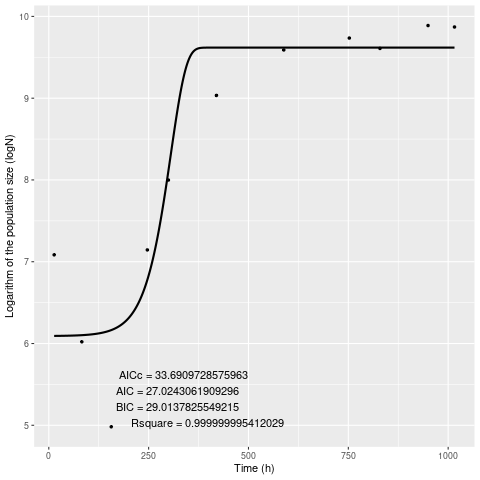 10
9
8
7
6
5
Logarithm of the population size (logN)
AICc = 33.6909728575963
AIC = 27.0243061909296
BIC = 29.0137825549215
Rsquare = 0.999999995412029
0 250 500 750 1000
Time (h)